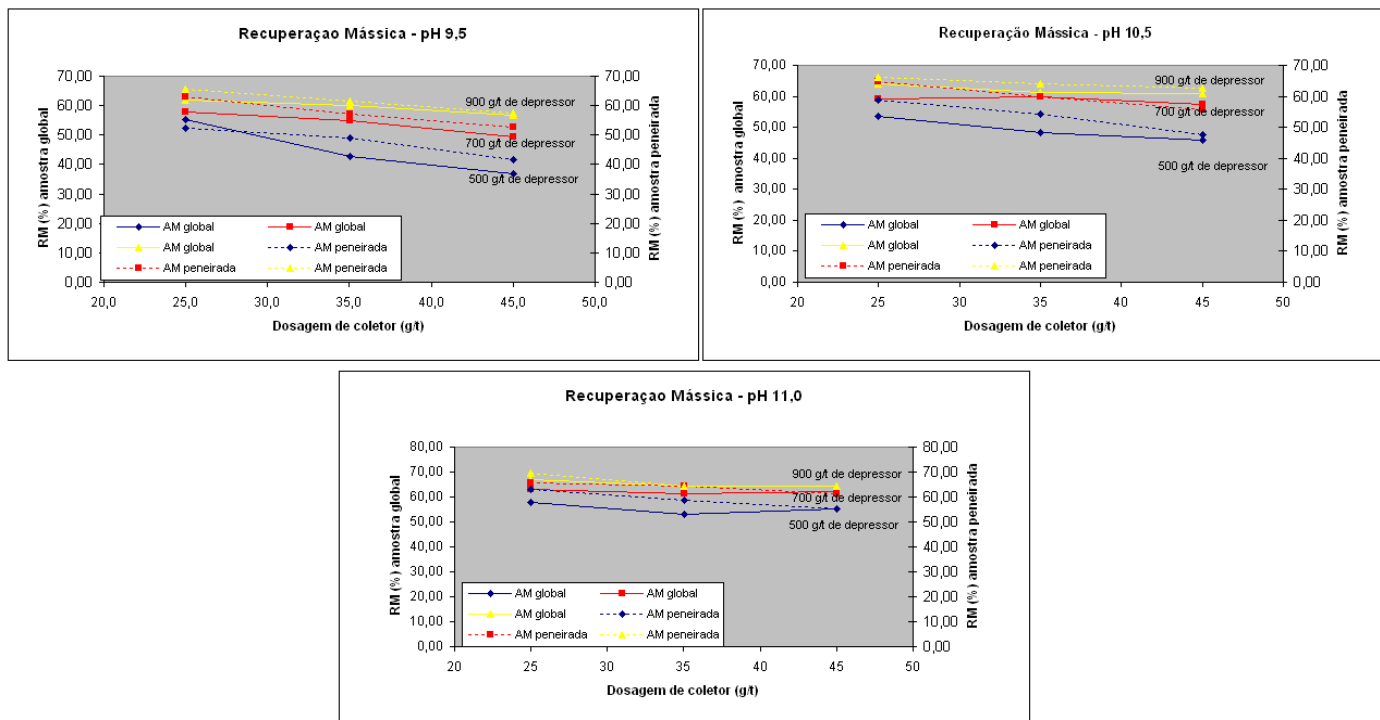 Recuperaçao Mássica - pH 9,5
RM (%) amostra global
RM (%) amostra peneirada
70,00 70,00
60,00 60,00
50,00 50,00
40,00 40,00
30,00 30,00
20,00 20,00
10,00 10,00
0,00 0,00
900 g/t de depressor
700 g/t de depressor
500 g/t de depressor
AM global AM global
AM global AM peneirada
AM peneirada AM peneirada
20,0 25,0 30,0 35,0 40,0 45,0 50,0
Dosagem de coletor (g/t)
Recuperação Mássica - pH 10,5
RM (%) amostra global
RM (%) amostra peneirada
70,00 70,00
60,00 60,00
50,00 50,00
40,00 40,00
30,00 30,00
20,00 20,00
10,00 10,00
0,00 0,00
900 g/t de depressor
700 g/t de depressor
500 g/t de depressor
AM global AM global
AM global AM peneirada
AM peneirada AM peneirada
20 25 30 35 40 45 50
Dosagem de coletor (g/t)
Recuperaçao Mássica - pH 11,0
RM (%) amostra global
RM (%) amostra peneirada
80,00 80,00
70,00 70,00
60,00 60,00
50,00 50,00
40,00 40,00
30,00 30,00
20,00 20,00
10,00 10,00
0,00 0,00
900 g/t de depressor
700 g/t de depressor
500 g/t de depressor
AM global AM global
AM global AM peneirada
AM peneirada AM peneirada
20 25 30 35 40 45 50
Dosagem de coletor (g/t)